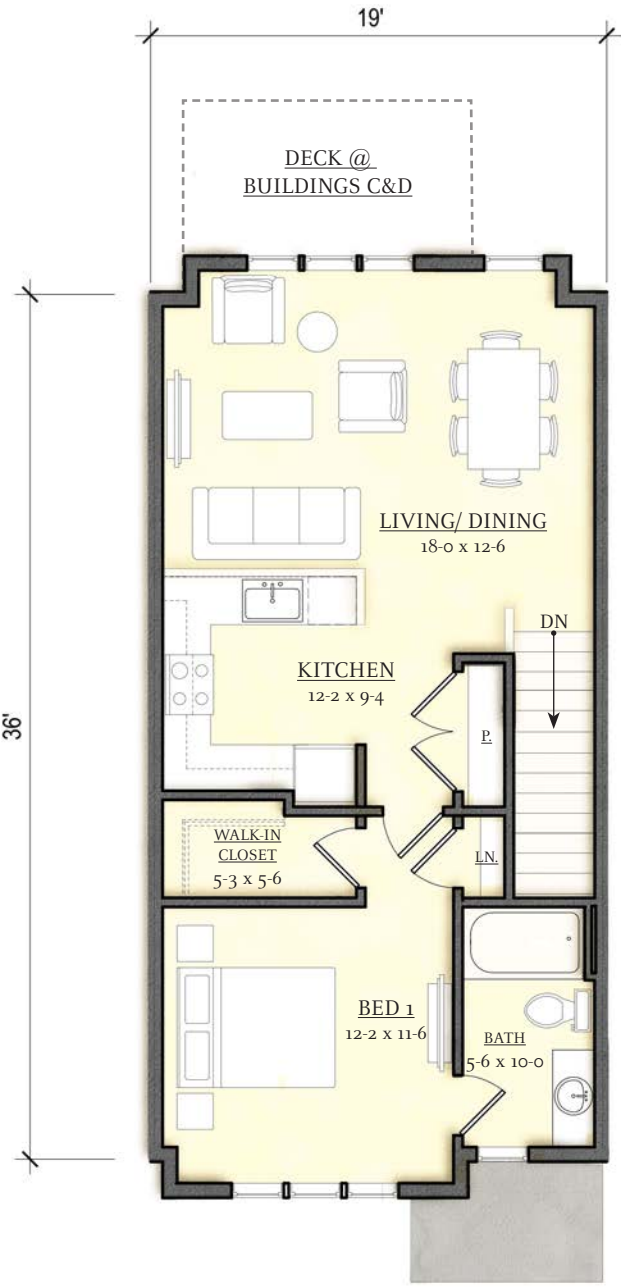 19'
DECK @
BUILDINGS C&D
LIVING/ DINING
18-0 x 12-6
DN
KITCHEN
12-2 x 9-4
36'
P.
WALK-IN
CLOSET
5-3 x 5-6
LN.
BED 1
12-2 x 11-6
BATH
5-6 x 10-0